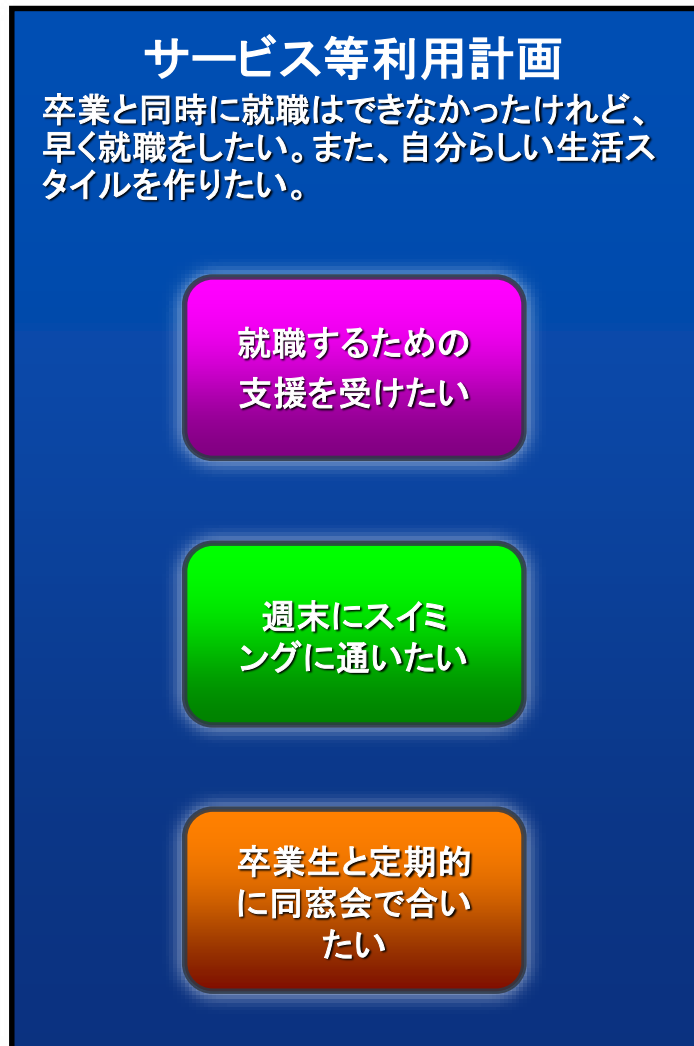 サービス等利用計画
卒業と同時に就職はできなかったけれど、
早く就職をしたい。また、自分らしい生活ス
タイルを作りたい。
就職するための
支援を受けたい
週末にスイミ
ングに通いたい
卒業生と定期的
に同窓会で合い
たい